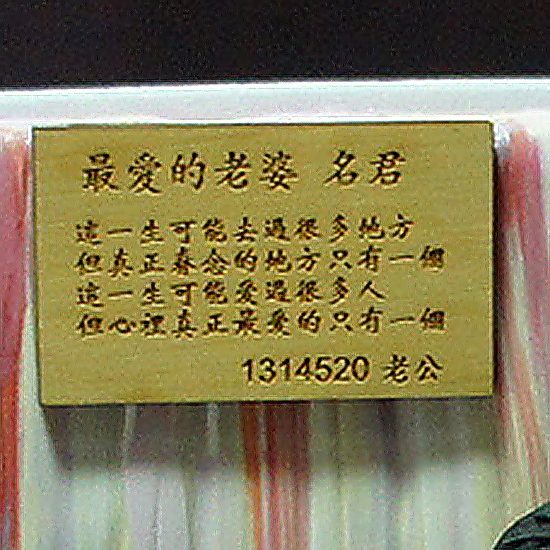 最愛的老婆 名君
這一生可能去過很多地方
但真正眷念的地方只有一個
這一生可能愛過很多人
但心裡真正最愛的只有一個
1314520 老公